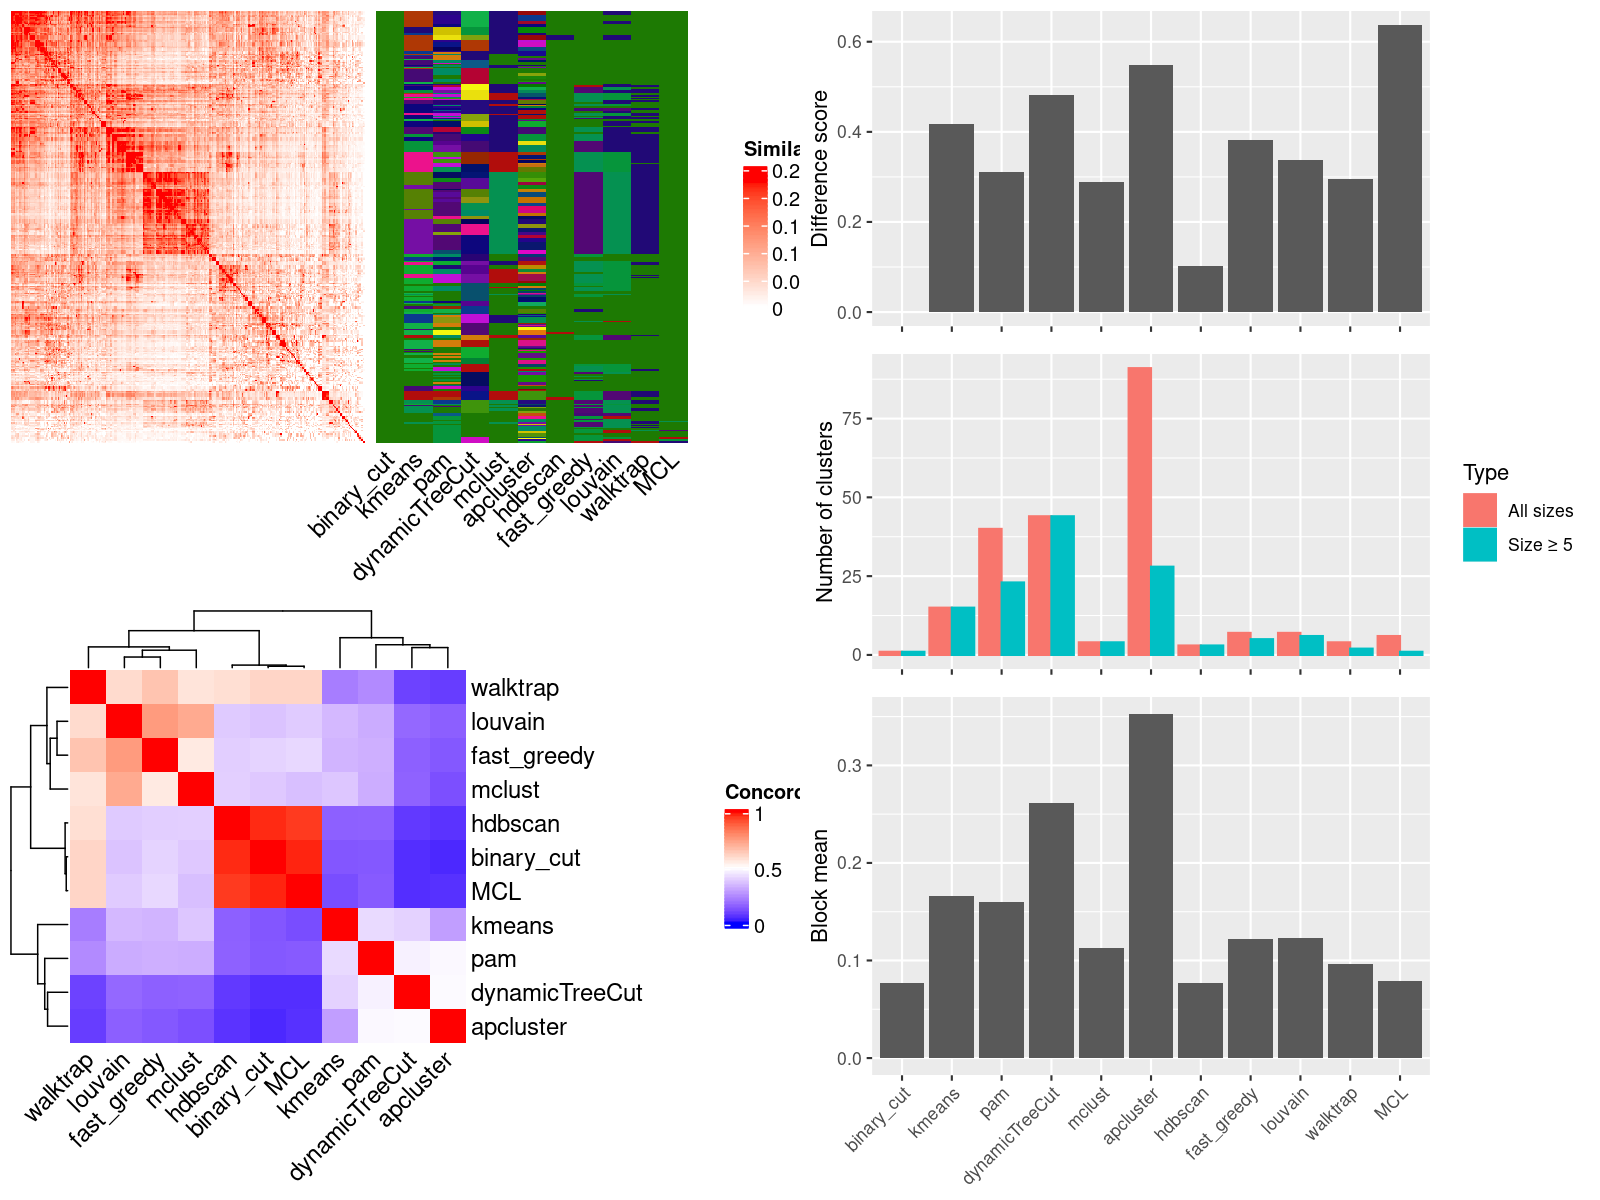 Simila
0.2
0.2
0.1
0.1
0.0
0
binary_cut
kmeans
pam
dynamicTreeCut
mclust
apcluster
hdbscan
fast_greedy
louvain
walktrap
MCL
walktrap
louvain
fast_greedy
mclust
hdbscan
binary_cut
MCL
kmeans
pam
dynamicTreeCut
apcluster
walktrap
louvain
fast_greedy
mclust
hdbscan
binary_cut
MCL
kmeans
pam
dynamicTreeCut
apcluster
Concor
1
0.5
0
Difference score
0.6
0.4
0.2
0.0
Number of clusters
75
50
25
0
Type
All sizes
Size ≥ 5
Block mean
0.3
0.2
0.1
0.0
binary_cut
kmeans
pam
dynamicTreeCut
mclust
apcluster
hdbscan
fast_greedy
louvain
walktrap
MCL